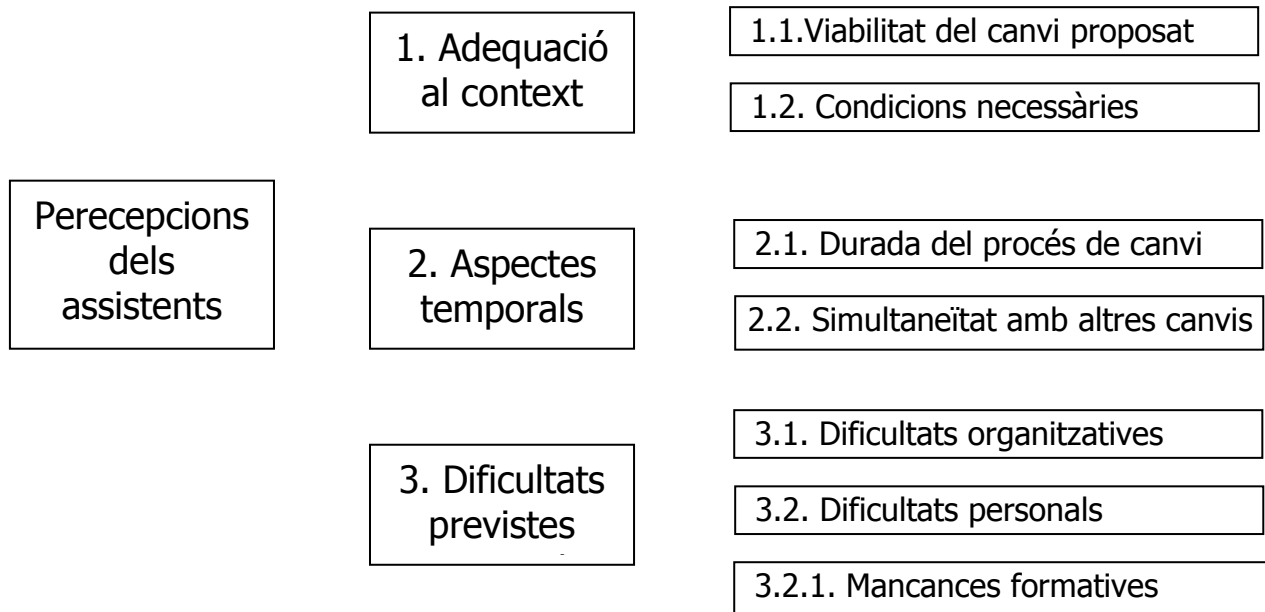 Perecepcions
dels
assistents
1. Adequació
al context
1.1.Viabilitat del canvi proposat
1.2. Condicions necessàries
2. Aspectes
temporals
2.1. Durada del procés de canvi
2.2. Simultaneïtat amb altres canvis
3. Dificultats
previstes
3.1. Dificultats organitzatives
3.2. Dificultats personals
3.2.1. Mancances formatives